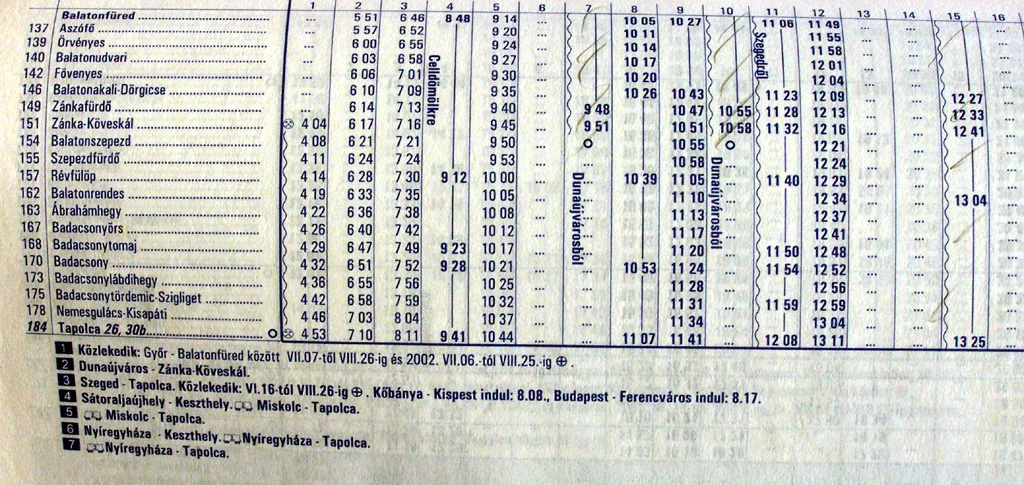 1 2 3 4 5 6 7 8 9 10 11 12 13 14 15 16
Balatonfüred ... 5 51 6 46 8 48 9 14 ... 10 05 10 27 ... 11 06 11 49 ... ...
137 Aszófő ... 5 57 6 52 9 20 ... 10 11 ... 11 55 ... ...
139 Örvényes ... 6 00 6 55 9 24 ... 10 14 ... 11 58 ... ...
140 Balatonudvari ... 6 03 6 58 9 27 ... 10 17 ... 12 01 ... ...
142 Fövenyes ... 6 06 7 01 9 30 ... 10 20 ... 12 04 ... ...
146 Balatonakali-Dörgicse ... 6 10 7 09 9 35 ... 10 26 10 43 ... 11 23 12 09 ... ... 12 27 ...
149 Zánkafürdő ... 6 14 7 13 9 40 ... 9 48 10 47 10 55 11 28 12 13 ... ... 12 33 ...
151 Zánka-Köveskál 4 04 6 17 7 16 9 45 ... 9 51 10 51 10 58 11 32 12 16 ... ... 12 41 ...
154 Balatonszepezd 4 08 6 21 7 21 9 50 ... 10 55 12 21 ... ...
155 Szepezdfürdő 4 11 6 24 7 24 9 53 ... 10 58 12 24 ... ...
157 Révfülöp 4 14 6 28 7 30 9 12 10 00 ... 10 39 11 05 11 40 12 29 ... ...
162 Balatonrendes 4 19 6 33 7 35 10 05 ... 11 10 12 34 ... ... 13 04 ...
163 Ábrahámhegy 4 22 6 36 7 38 10 08 ... 11 13 12 37 ... ...
167 Badacsonyörs 4 26 6 40 7 42 10 12 ... 11 17 12 41 ... ...
168 Badacsonytomaj 4 29 6 47 7 49 9 23 10 17 ... 11 20 ... 11 50 12 48 ... ...
170 Badacsony 4 32 6 51 7 52 9 28 10 21 ... 10 53 11 24 ... 11 54 12 52 ... ...
173 Badacsonylábdihegy 4 36 6 55 7 56 10 25 ... 11 28 ... 12 56 ... ...
175 Badacsonytördemic-Szigliget 4 42 6 58 7 59 10 32 ... 11 31 ... 11 59 12 59 ... ...
178 Nemesgulács-Kisapáti 4 46 7 03 8 04 10 37 ... 11 34 ... 13 04 ... ...
184 Tapolca 26, 30b 4 53 7 10 8 11 9 41 10 44 ... 11 07 11 41 ... 12 08 13 11 ... ... 13 25 ...
Celldömölkre
Dunaújvárosból
Dunaújvárosból
Szegedről
1 Közlekedik: Győr - Balatonfüred között VII.07-től VIII.26-ig és 2002. VII.06.-tól VIII.25.-ig ⊕.
2 Dunaújváros - Zánka-Köveskál.
3 Szeged - Tapolca. Közlekedik: VI.16-tól VIII.26-ig ⊕. Kőbánya - Kispest indul: 8.08., Budapest - Ferencváros indul: 8.17.
4 Sátoraljaújhely - Keszthely. Miskolc - Tapolca.
5 Miskolc - Tapolca.
6 Nyíregyháza - Keszthely. Nyíregyháza - Tapolca.
7 Nyíregyháza - Tapolca.